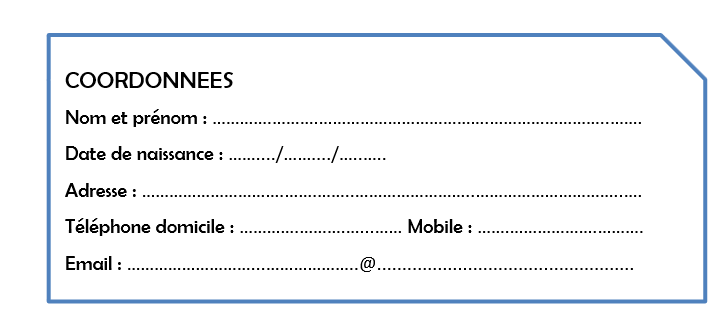 COORDONNEES
Nom et prénom : ...........................................................................................
Date de naissance : ........../........../..........
Adresse : ...........................................................................................................
Téléphone domicile : ................................... Mobile : ....................................
Email : ..................................................@.......................................................